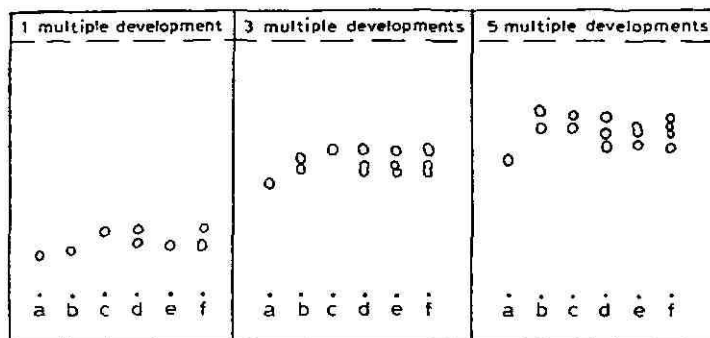 1 multiple development
3 multiple developments
5 multiple developments
a b c d e f
a b c d e f
a b c d e f